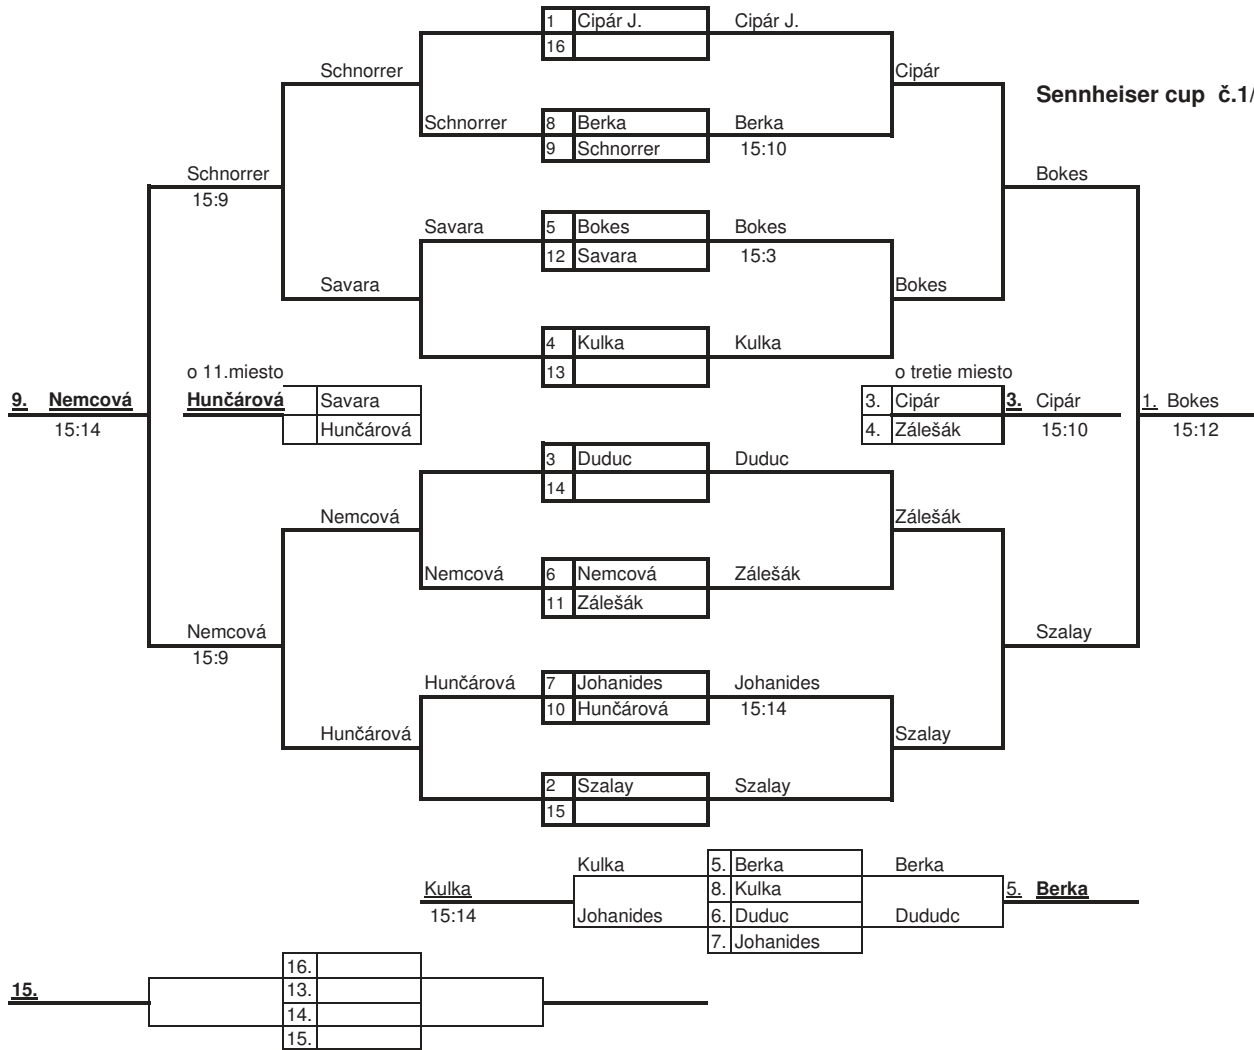 1 Cipár J. Cipár J.
16
Schnorrer Cipár
Sennheiser cup č.1/
Schnorrer 8 Berka Berka
9 Schnorrer 15:10
Schnorrer Bokes
15:9
Savara 5 Bokes Bokes
12 Savara 15:3
Savara Bokes
4 Kulka Kulka
13
o 11.miesto o tretie miesto
9. Nemcová Hunčárová Savara 3. Cipár 3. Cipár 1. Bokes
15:14 Hunčárová 4. Zálešák 15:10 15:12
3 Duduc Duduc
14
Nemcová Zálešák
Nemcová 6 Nemcová Zálešák
11 Zálešák
Nemcová Szalay
15:9
Hunčárová 7 Johanides Johanides
10 Hunčárová 15:14
Hunčárová Szalay
2 Szalay Szalay
15
Kulka 5. Berka Berka
Kulka 8. Kulka 5. Berka
15:14 Johanides 6. Duduc Dududc
7. Johanides
16.
15. 13.
14.
15.